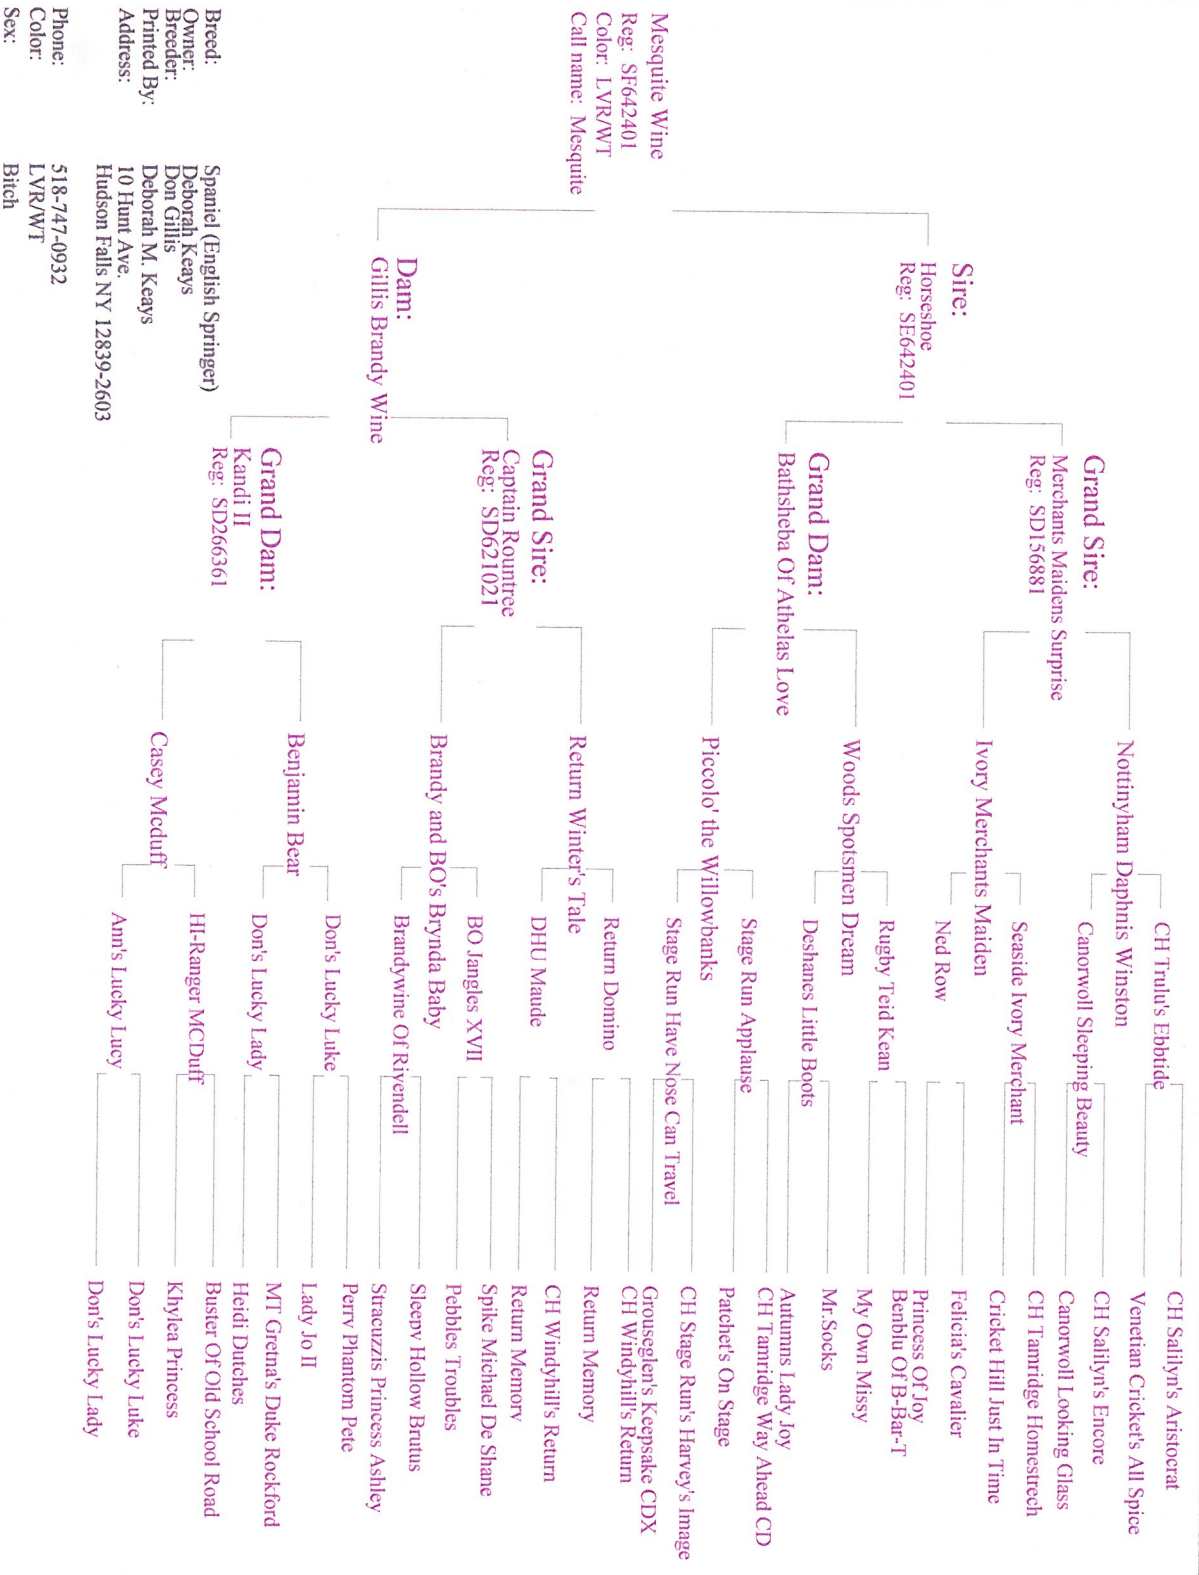 Mesquite Wine
Reg: SF642401
Color: LVR/WT
Call name: Mesquite
Sire:
Horseshoe
Reg: SE642401
Dam:
Gillis Brandy Wine
Grand Sire:
Merchants Maidens Surprise
Reg: SD156881
Grand Dam:
Bathsheba Of Athelas Love
Grand Sire:
Captain Rountree
Reg: SD621021
Grand Dam:
Kandi II
Reg: SD266361
Nottinyham Daphnis Winston
Ivory Merchants Maiden
Woods Spotsmen Dream
Piccolo' the Willowbanks
Return Winter's Tale
Brandy and BO's Brynda Baby
Benjamin Bear
Casey Mcduff
CH Trulu's Ebbtide
Canorwoll Sleeping Beauty
Seaside Ivory Merchant
Ned Row
Rugby Teid Kean
Deshanes Little Boots
Stage Run Applause
Stage Run Have Nose Can Travel
Return Domino
DHU Maude
BO Jangles XVII
Brandywine Of Rivendell
Don's Lucky Luke
Don's Lucky Lady
HI-Ranger MCDuff
Ann's Lucky Lucy
CH Salilyn's Aristocrat
Venetian Cricket's All Spice
CH Salilyn's Encore
Canorwoll Looking Glass
CH Tamridge Homestrech
Cricket Hill Just In Time
Felicia's Cavalier
Princess Of Joy
Benblu Of B-Bar-T
My Own Missy
Mr.Socks
Autumns Lady Joy
CH Tamridge Way Ahead CD
Patchet's On Stage
CH Stage Run's Harvey's Image
Grouseglen's Keepsake CDX
CH Windyhill's Return
Return Memory
CH Windyhill's Return
Return Memory
Spike Michael De Shane
Pebbles Troubles
Sleepy Hollow Brutus
Stracuzzis Princess Ashley
Perry Phantom Pete
Lady Jo II
MT Gretna's Duke Rockford
Heidi Dutches
Buster Of Old School Road
Khylea Princess
Don's Lucky Luke
Don's Lucky Lady
Breed: Spaniel (English Springer)
Owner: Deborah Keays
Breeder: Don Gillis
Printed By: Deborah M. Keays
Address: 10 Hunt Ave.
Hudson Falls NY 12839-2603
Phone: 518-747-0932
Color: LVR/WT
Sex: Bitch